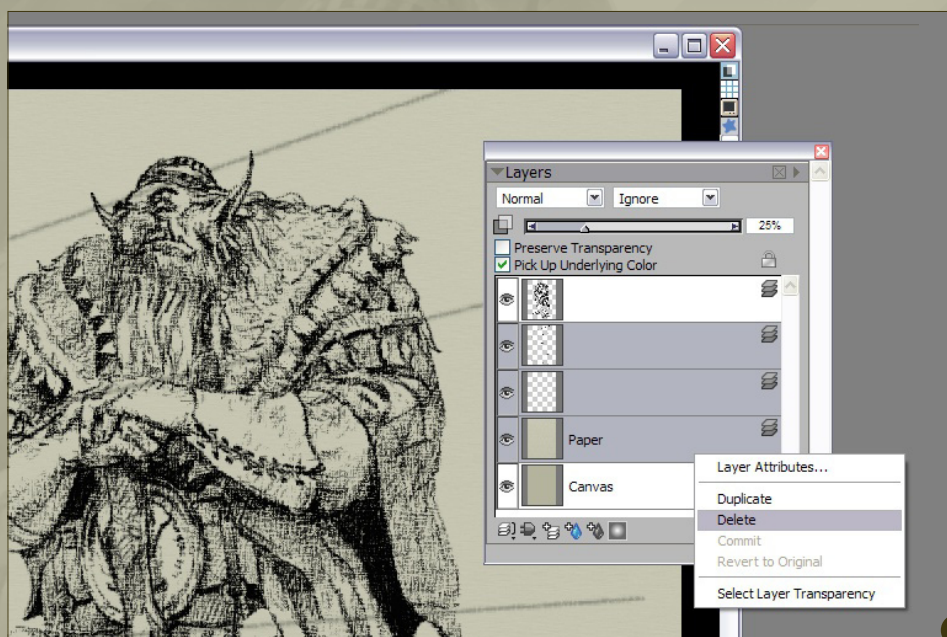 Layers
Normal Ignore
25%
Preserve Transparency
Pick Up Underlying Color
Paper
Canvas
Layer Attributes...
Duplicate
Delete
Commit
Revert to Original
Select Layer Transparency